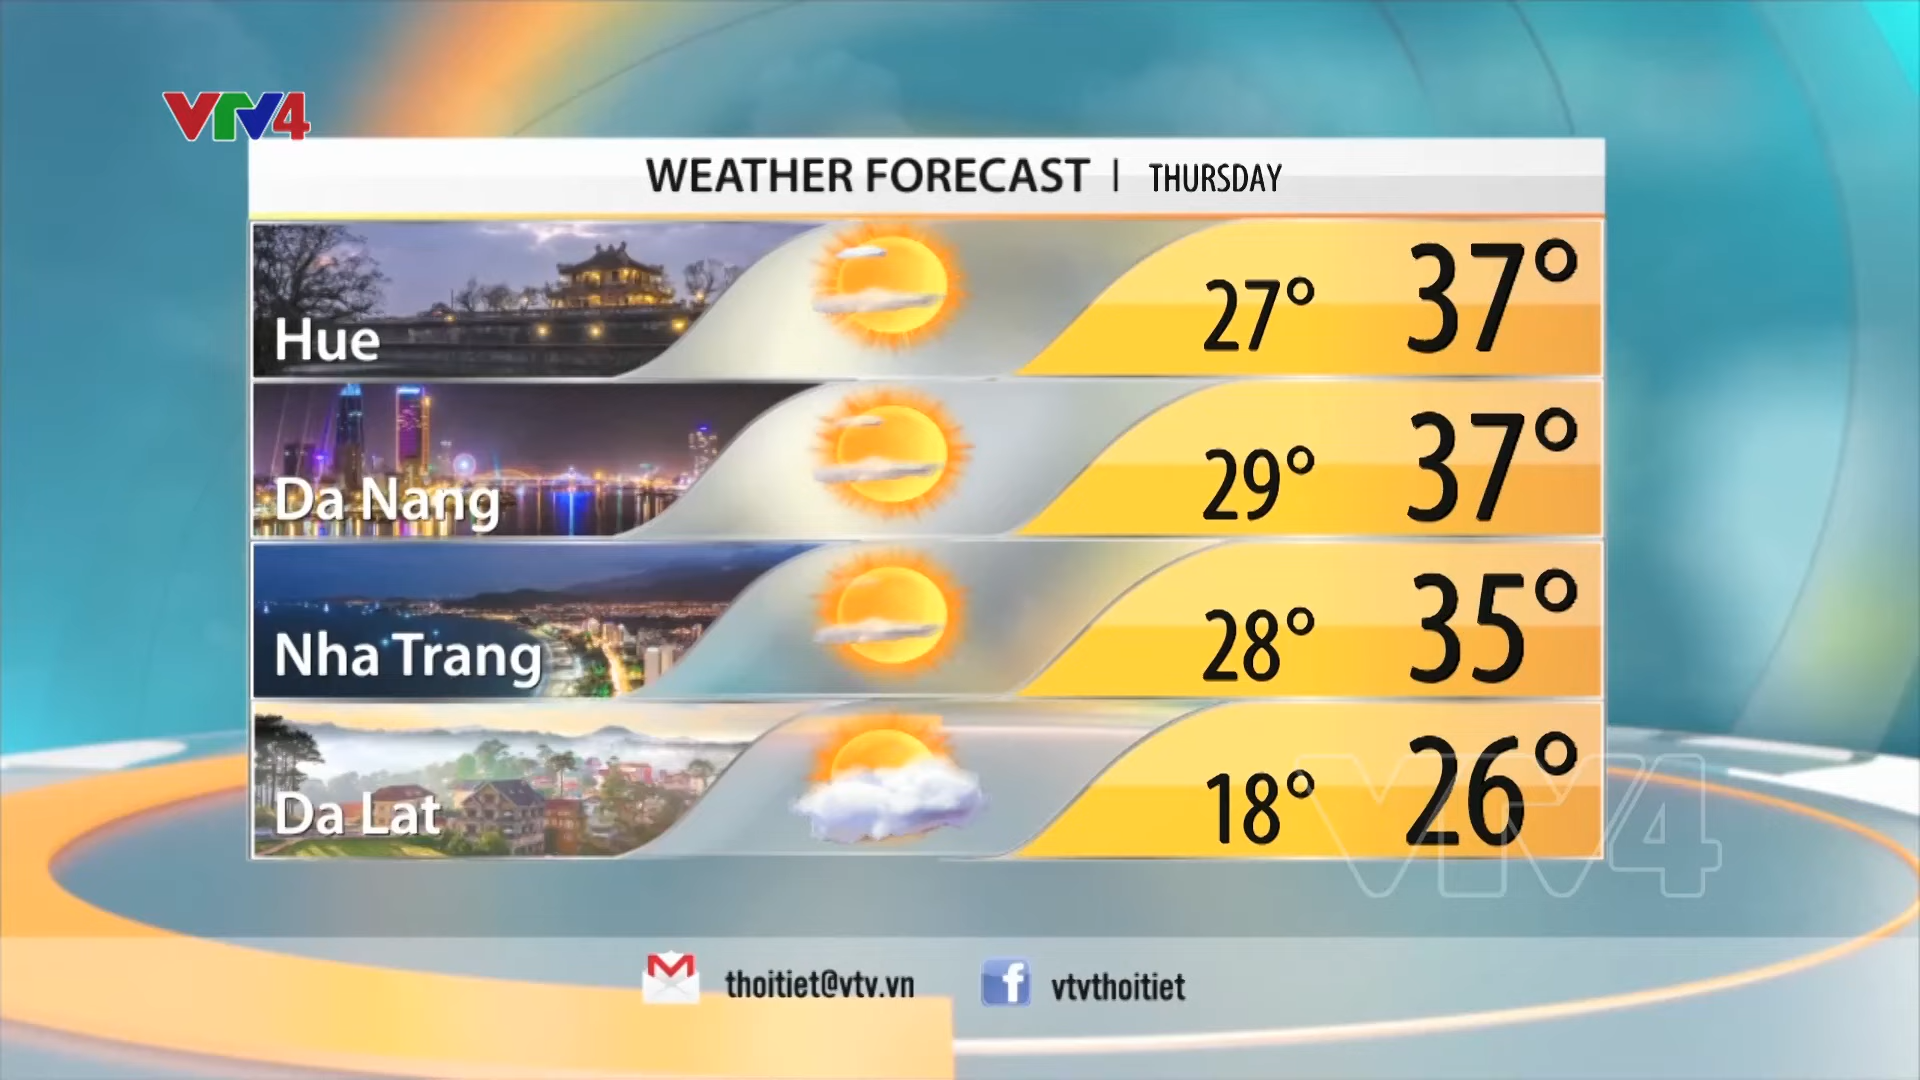 VTV4
WEATHER FORECAST | THURSDAY
Hue 27° 37°
Da Nang 29° 37°
Nha Trang 28° 35°
Da Lat 18° 26°
VTV4
thoitiet@vtv.vn vtvthoitiet